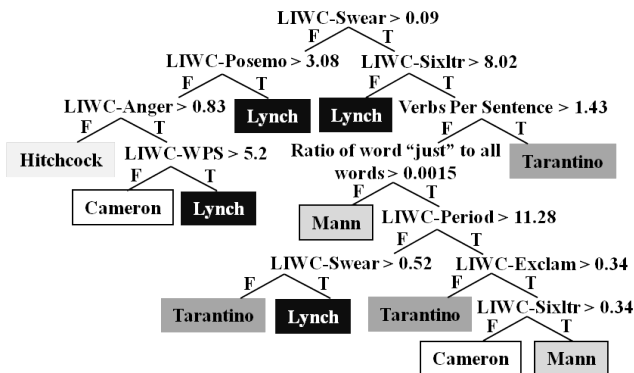 LIWC-Swear > 0.09
F T
LIWC-Posemo > 3.08 LIWC-Sixltr > 8.02
F T F T
LIWC-Anger > 0.83 Lynch Lynch Verbs Per Sentence > 1.43
F T F T
Hitchcock LIWC-WPS > 5.2 Ratio of word “just” to all
words > 0.0015 Tarantino
F T F T
Cameron Lynch Mann LIWC-Period > 11.28
F T
LIWC-Swear > 0.52 LIWC-Exclam > 0.34
F T F T
Tarantino Lynch Tarantino LIWC-Sixltr > 0.34
F T
Cameron Mann